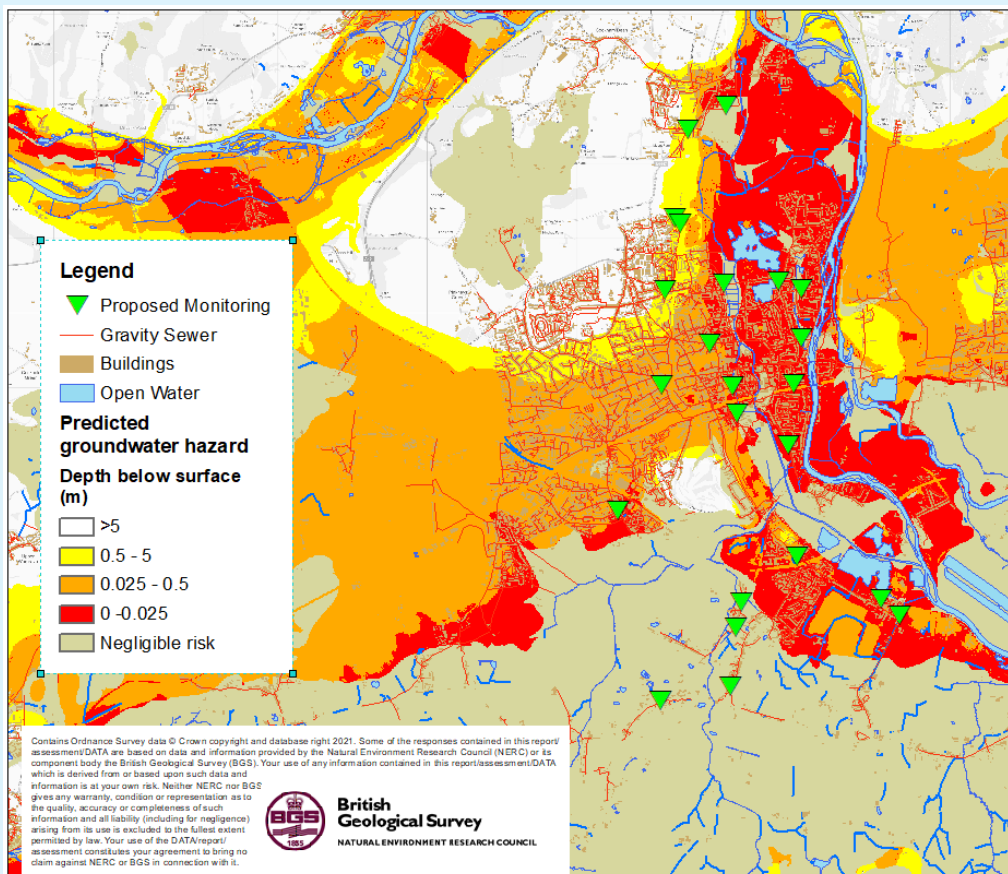 Legend
Proposed Monitoring
Gravity Sewer
Buildings
Open Water
Predicted
groundwater hazard
Depth below surface
(m)
>5
0.5 - 5
0.025 - 0.5
0 -0.025
Negligible risk
Contains Ordnance Survey data © Crown copyright and database right 2021. Some of the responses contained in this report/
assessment/DATA are based on data and information provided by the Natural Environment Research Council (NERC) or its
component body the British Geological Survey (BGS). Your use of any information contained in this report/assessment/DATA
which is derived from or based upon such data and
information is at your own risk. Neither NERC nor BGS
gives any warranty, condition or representation as to
the quality, accuracy or completeness of such
information and all liability (including for negligence)
arising from its use is excluded to the fullest extent
permitted by law. Your use of the DATA/report/
assessment constitutes your agreement to bring no
claim against NERC or BGS in connection with it.
BGS
1835
British
Geological Survey
NATURAL ENVIRONMENT RESEARCH COUNCIL